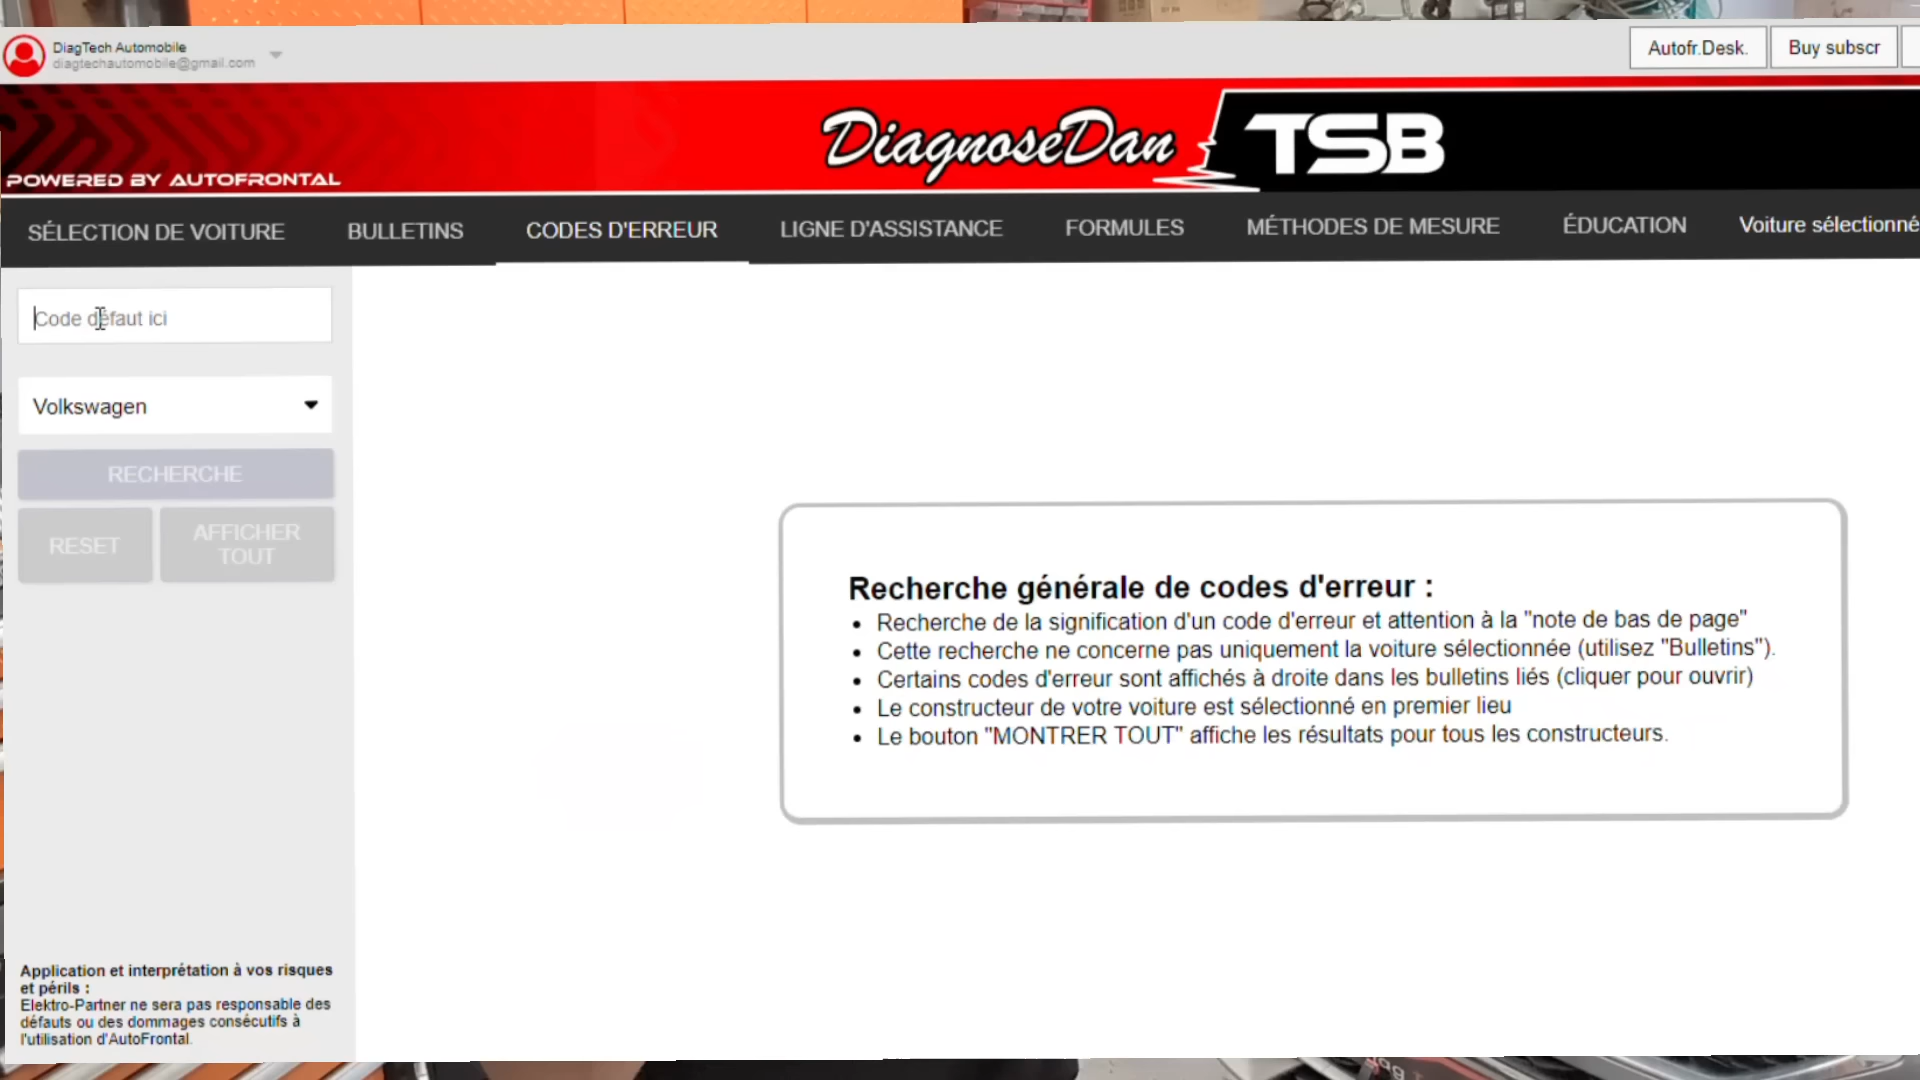 DiagTech Automobile
diagtechautomobile@gmail.com
Autofr.Desk.
Buy subscr
DiagnoseDan TSB
POWERED BY AUTOFRONTAL
SÉLECTION DE VOITURE
BULLETINS
CODES D'ERREUR
LIGNE D'ASSISTANCE
FORMULES
MÉTHODES DE MESURE
ÉDUCATION
Voiture sélectionné
Code défaut ici
Volkswagen
RECHERCHE
RESET
AFFICHER
TOUT
Recherche générale de codes d'erreur :
• Recherche de la signification d'un code d'erreur et attention à la "note de bas de page"
• Cette recherche ne concerne pas uniquement la voiture sélectionnée (utilisez "Bulletins").
• Certains codes d'erreur sont affichés à droite dans les bulletins liés (cliquer pour ouvrir)
• Le constructeur de votre voiture est sélectionné en premier lieu
• Le bouton "MONTRER TOUT" affiche les résultats pour tous les constructeurs.
Application et interprétation à vos risques
et périls :
Elektro-Partner ne sera pas responsable des
défauts ou des dommages consécutifs à
l'utilisation d'AutoFrontal.